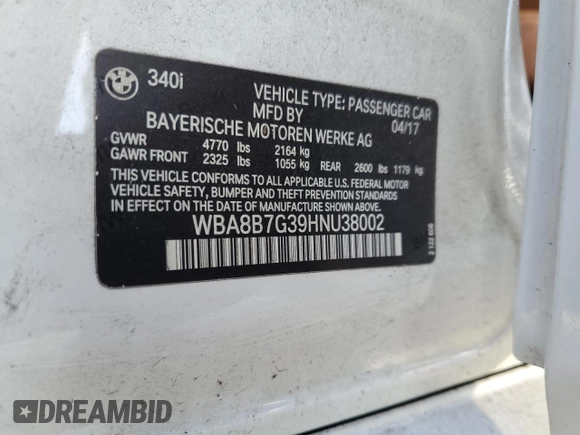 BMW
340i
VEHICLE TYPE: PASSENGER CAR
MFD BY 04/17
BAYERISCHE MOTOREN WERKE AG
GVWR 4770 lbs 2164 kg
GAWR FRONT 2325 lbs 1055 kg REAR 2600 lbs 1179 kg
THIS VEHICLE CONFORMS TO ALL APPLICABLE U.S. FEDERAL MOTOR
VEHICLE SAFETY, BUMPER AND THEFT PREVENTION STANDARDS
IN EFFECT ON THE DATE OF MANUFACTURE SHOWN ABOVE.
WBA8B7G39HNU38002
DREAMBID